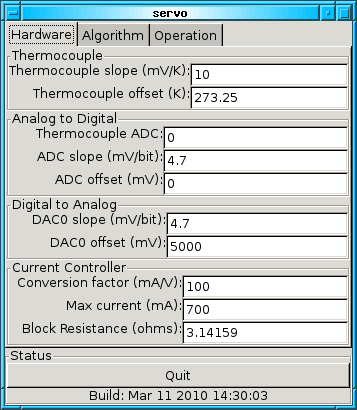 servo
Hardware Algorithm Operation
Thermocouple
Thermocouple slope (mV/K): 10
Thermocouple offset (K): 273.25
Analog to Digital
Thermocouple ADC: 0
ADC slope (mV/bit): 4.7
ADC offset (mV): 0
Digital to Analog
DAC0 slope (mV/bit): 4.7
DAC0 offset (mV): 5000
Current Controller
Conversion factor (mA/V): 100
Max current (mA): 700
Block Resistance (ohms): 3.14159
Status
Quit
Build: Mar 11 2010 14:30:03